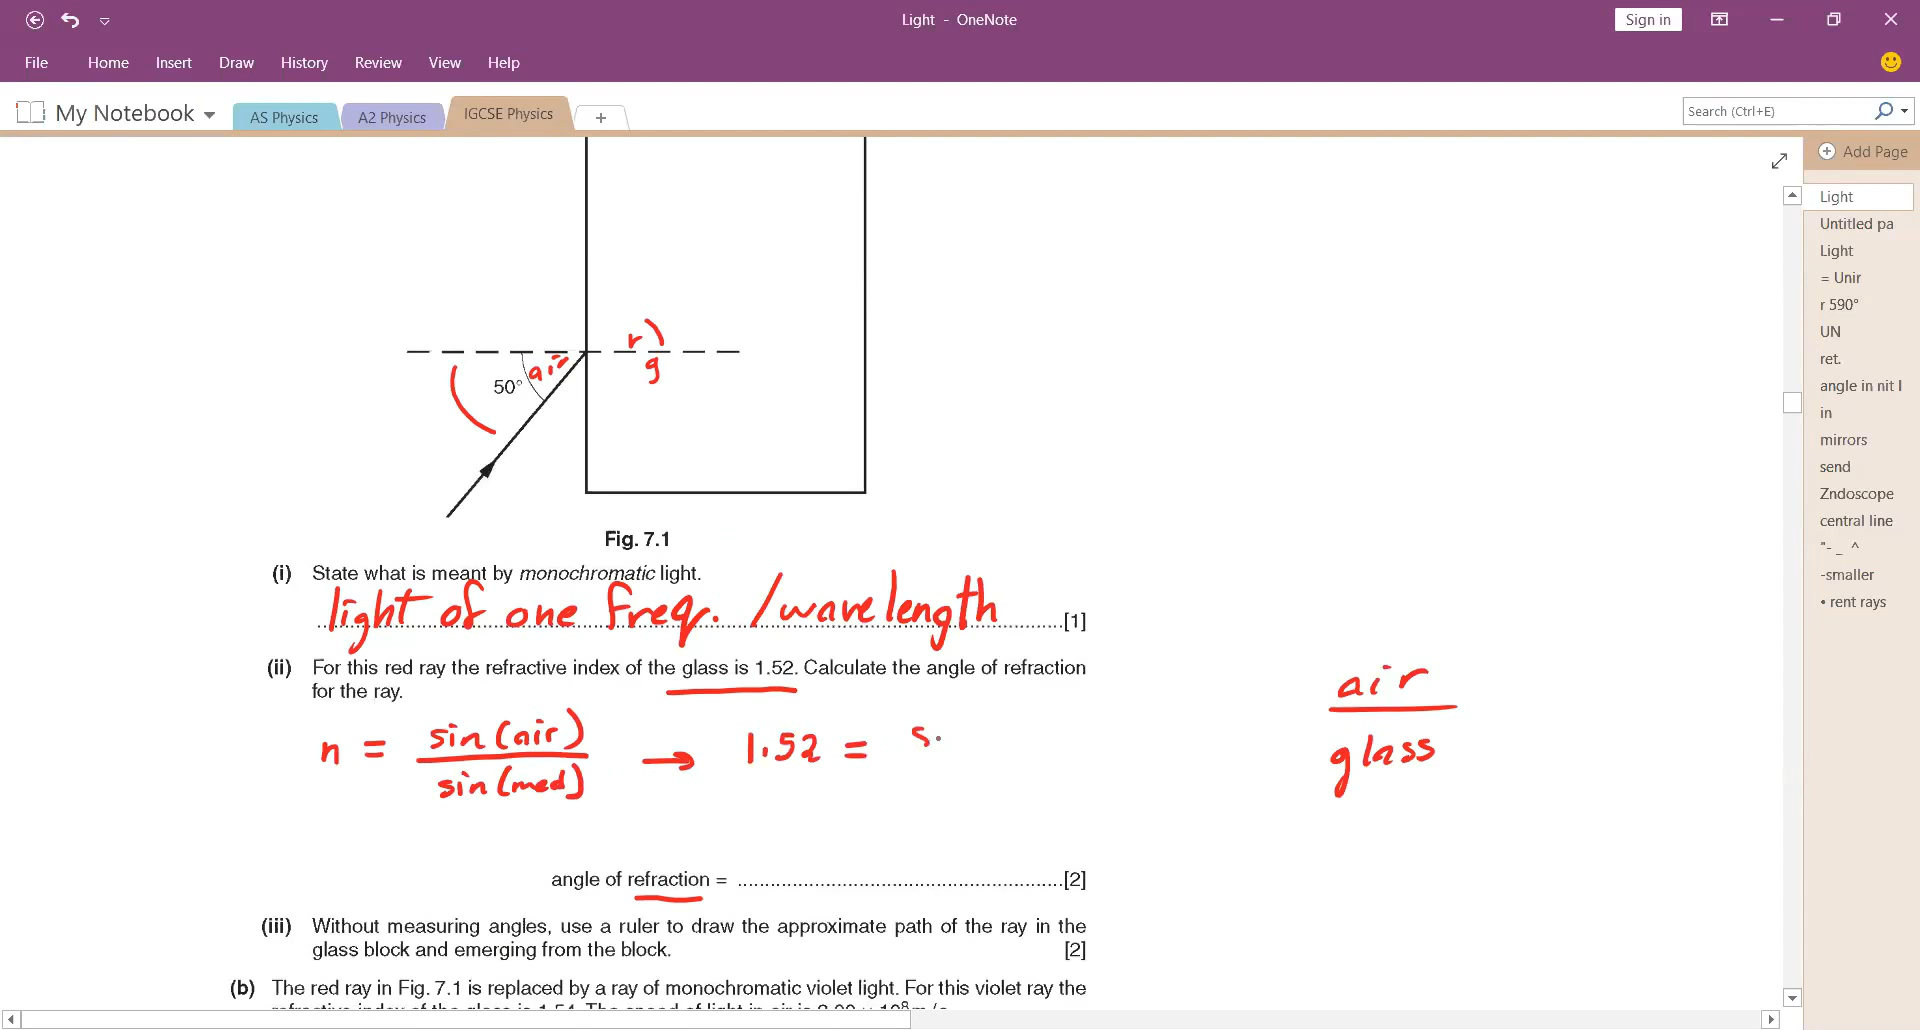 Light - OneNote
Sign in
File Home Insert Draw History Review View Help
My Notebook
AS Physics
A2 Physics
IGCSE Physics
+
Search (Ctrl+E)
Add Page
Light
Untitled pa
Light
= Unir
r 590°
UN
ret.
angle in nit I
in
mirrors
send
Zndoscope
central line
"- _ ^
-smaller
• rent rays
r
g
air
50°
Fig. 7.1
(i) State what is meant by monochromatic light.
light of one freq. / wavelength
[1]
(ii) For this red ray the refractive index of the glass is 1.52. Calculate the angle of refraction
for the ray.
n = sin(air) / sin(med) → 1.52 = s
air
glass
angle of refraction = [2]
(iii) Without measuring angles, use a ruler to draw the approximate path of the ray in the
glass block and emerging from the block. [2]
(b) The red ray in Fig. 7.1 is replaced by a ray of monochromatic violet light. For this violet ray the